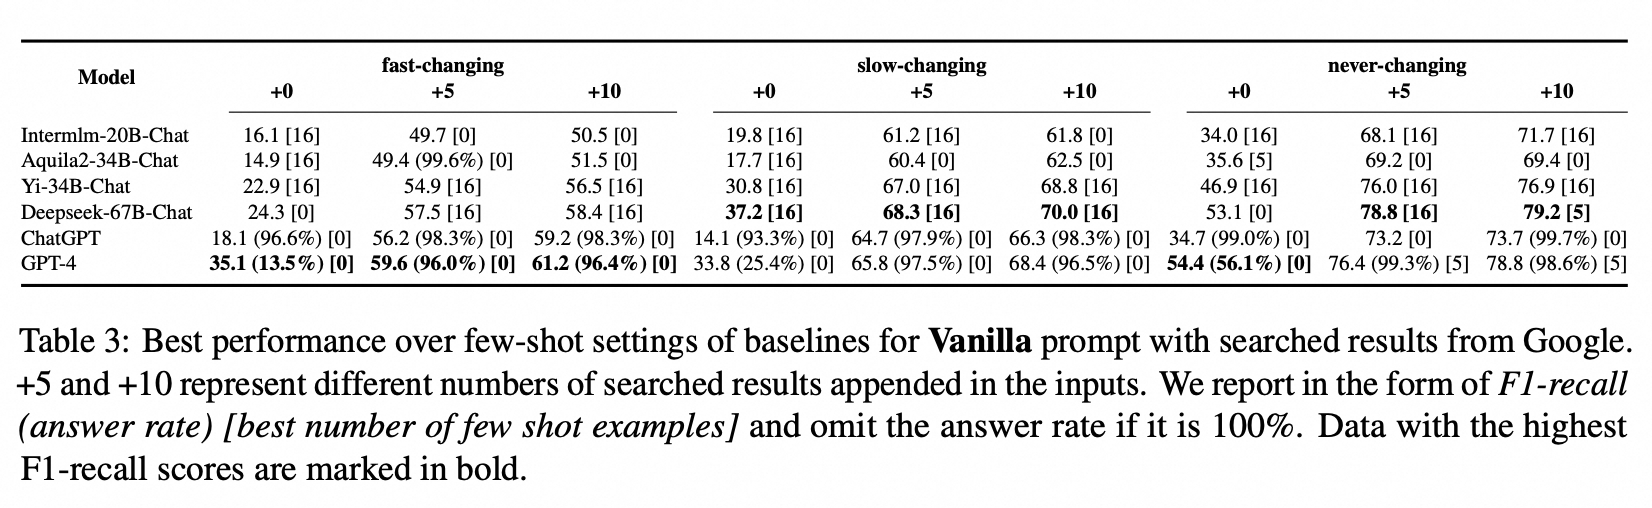 Model fast-changing slow-changing never-changing
+0 +5 +10 +0 +5 +10 +0 +5 +10
Intermlm-20B-Chat 16.1 [16] 49.7 [0] 50.5 [0] 19.8 [16] 61.2 [16] 61.8 [0] 34.0 [16] 68.1 [16] 71.7 [16]
Aquila2-34B-Chat 14.9 [16] 49.4 (99.6%) [0] 51.5 [0] 17.7 [16] 60.4 [0] 62.5 [0] 35.6 [5] 69.2 [0] 69.4 [0]
Yi-34B-Chat 22.9 [16] 54.9 [16] 56.5 [16] 30.8 [16] 67.0 [16] 68.8 [16] 46.9 [16] 76.0 [16] 76.9 [16]
Deepseek-67B-Chat 24.3 [0] 57.5 [16] 58.4 [16] 37.2 [16] 68.3 [16] 70.0 [16] 53.1 [0] 78.8 [16] 79.2 [5]
ChatGPT 18.1 (96.6%) [0] 56.2 (98.3%) [0] 59.2 (98.3%) [0] 14.1 (93.3%) [0] 64.7 (97.9%) [0] 66.3 (98.3%) [0] 34.7 (99.0%) [0] 73.2 [0] 73.7 (99.7%) [0]
GPT-4 35.1 (13.5%) [0] 59.6 (96.0%) [0] 61.2 (96.4%) [0] 33.8 (25.4%) [0] 65.8 (97.5%) [0] 68.4 (96.5%) [0] 54.4 (56.1%) [0] 76.4 (99.3%) [5] 78.8 (98.6%) [5]
Table 3: Best performance over few-shot settings of baselines for Vanilla prompt with searched results from Google.
+5 and +10 represent different numbers of searched results appended in the inputs. We report in the form of F1-recall
(answer rate) [best number of few shot examples] and omit the answer rate if it is 100%. Data with the highest
F1-recall scores are marked in bold.